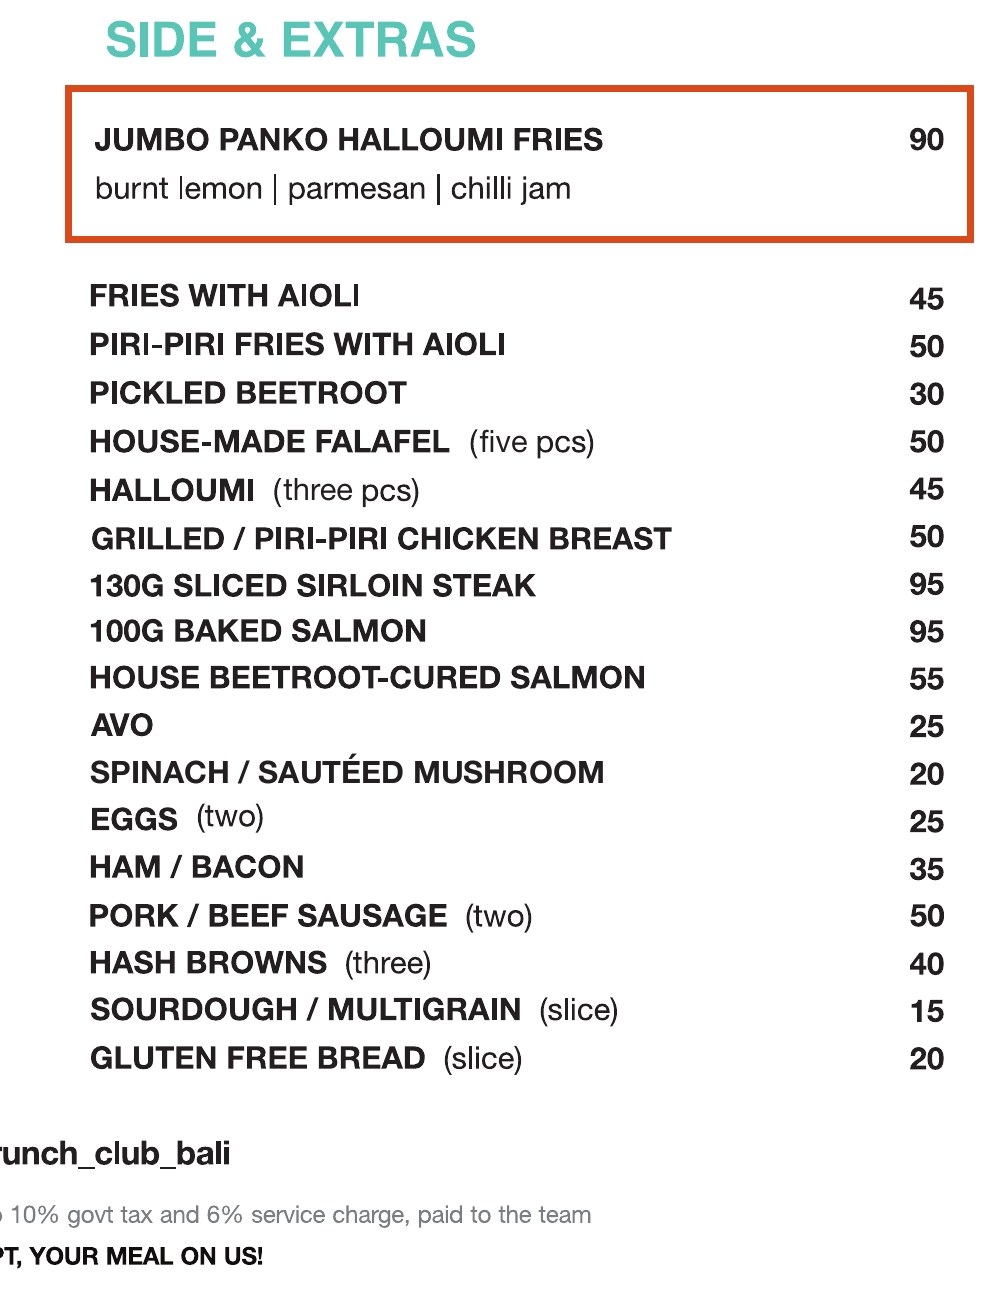 SIDE & EXTRAS
JUMBO PANKO HALLOUMI FRIES 90
burnt lemon | parmesan | chilli jam
FRIES WITH AIOLI 45
PIRI-PIRI FRIES WITH AIOLI 50
PICKLED BEETROOT 30
HOUSE-MADE FALAFEL (five pcs) 50
HALLOUMI (three pcs) 45
GRILLED / PIRI-PIRI CHICKEN BREAST 50
130G SLICED SIRLOIN STEAK 95
100G BAKED SALMON 95
HOUSE BEETROOT-CURED SALMON 55
AVO 25
SPINACH / SAUTÉED MUSHROOM 20
EGGS (two) 25
HAM / BACON 35
PORK / BEEF SAUSAGE (two) 50
HASH BROWNS (three) 40
SOURDOUGH / MULTIGRAIN (slice) 15
GLUTEN FREE BREAD (slice) 20
runch_club_bali
10% govt tax and 6% service charge, paid to the team
PT, YOUR MEAL ON US!